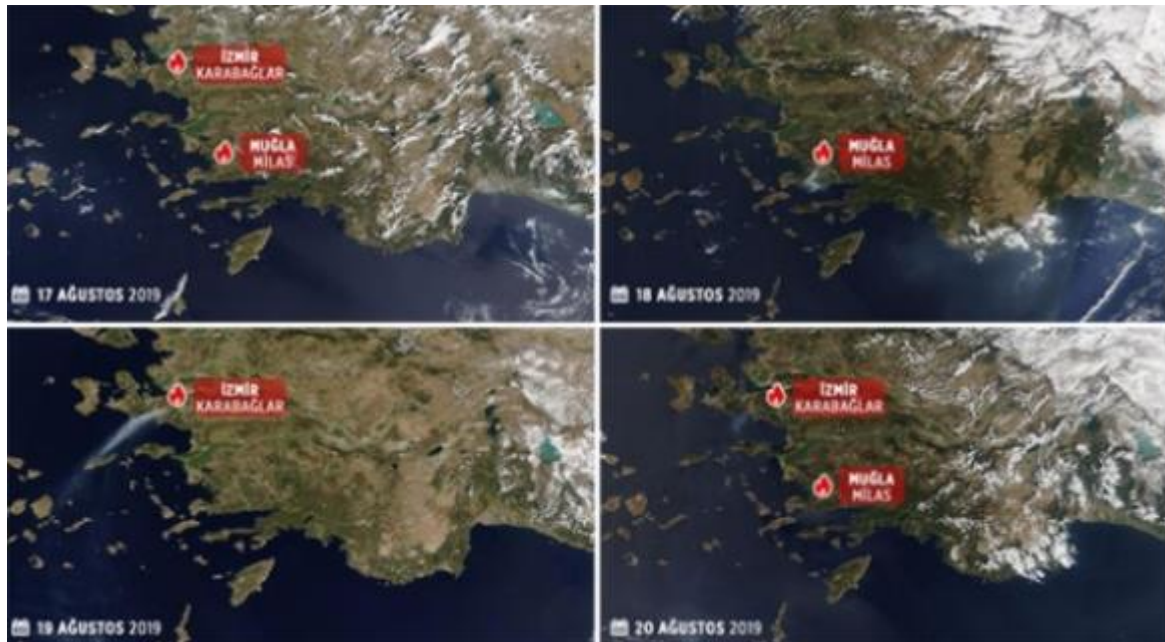 İZMİR
KARABAĞLAR
MUĞLA
MİLAS
17 AĞUSTOS 2019
MUĞLA
MİLAS
18 AĞUSTOS 2019
İZMİR
KARABAĞLAR
19 AĞUSTOS 2019
İZMİR
KARABAĞLAR
MUĞLA
MİLAS
20 AĞUSTOS 2019